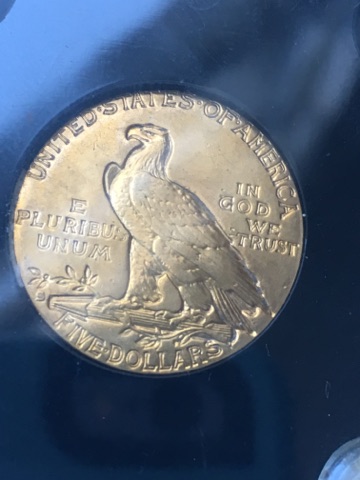 UNITED·STATES·OF·AMERICA
E
PLURIBUS
UNUM
IN
GOD
WE
TRUST
S
FIVE·DOLLARS